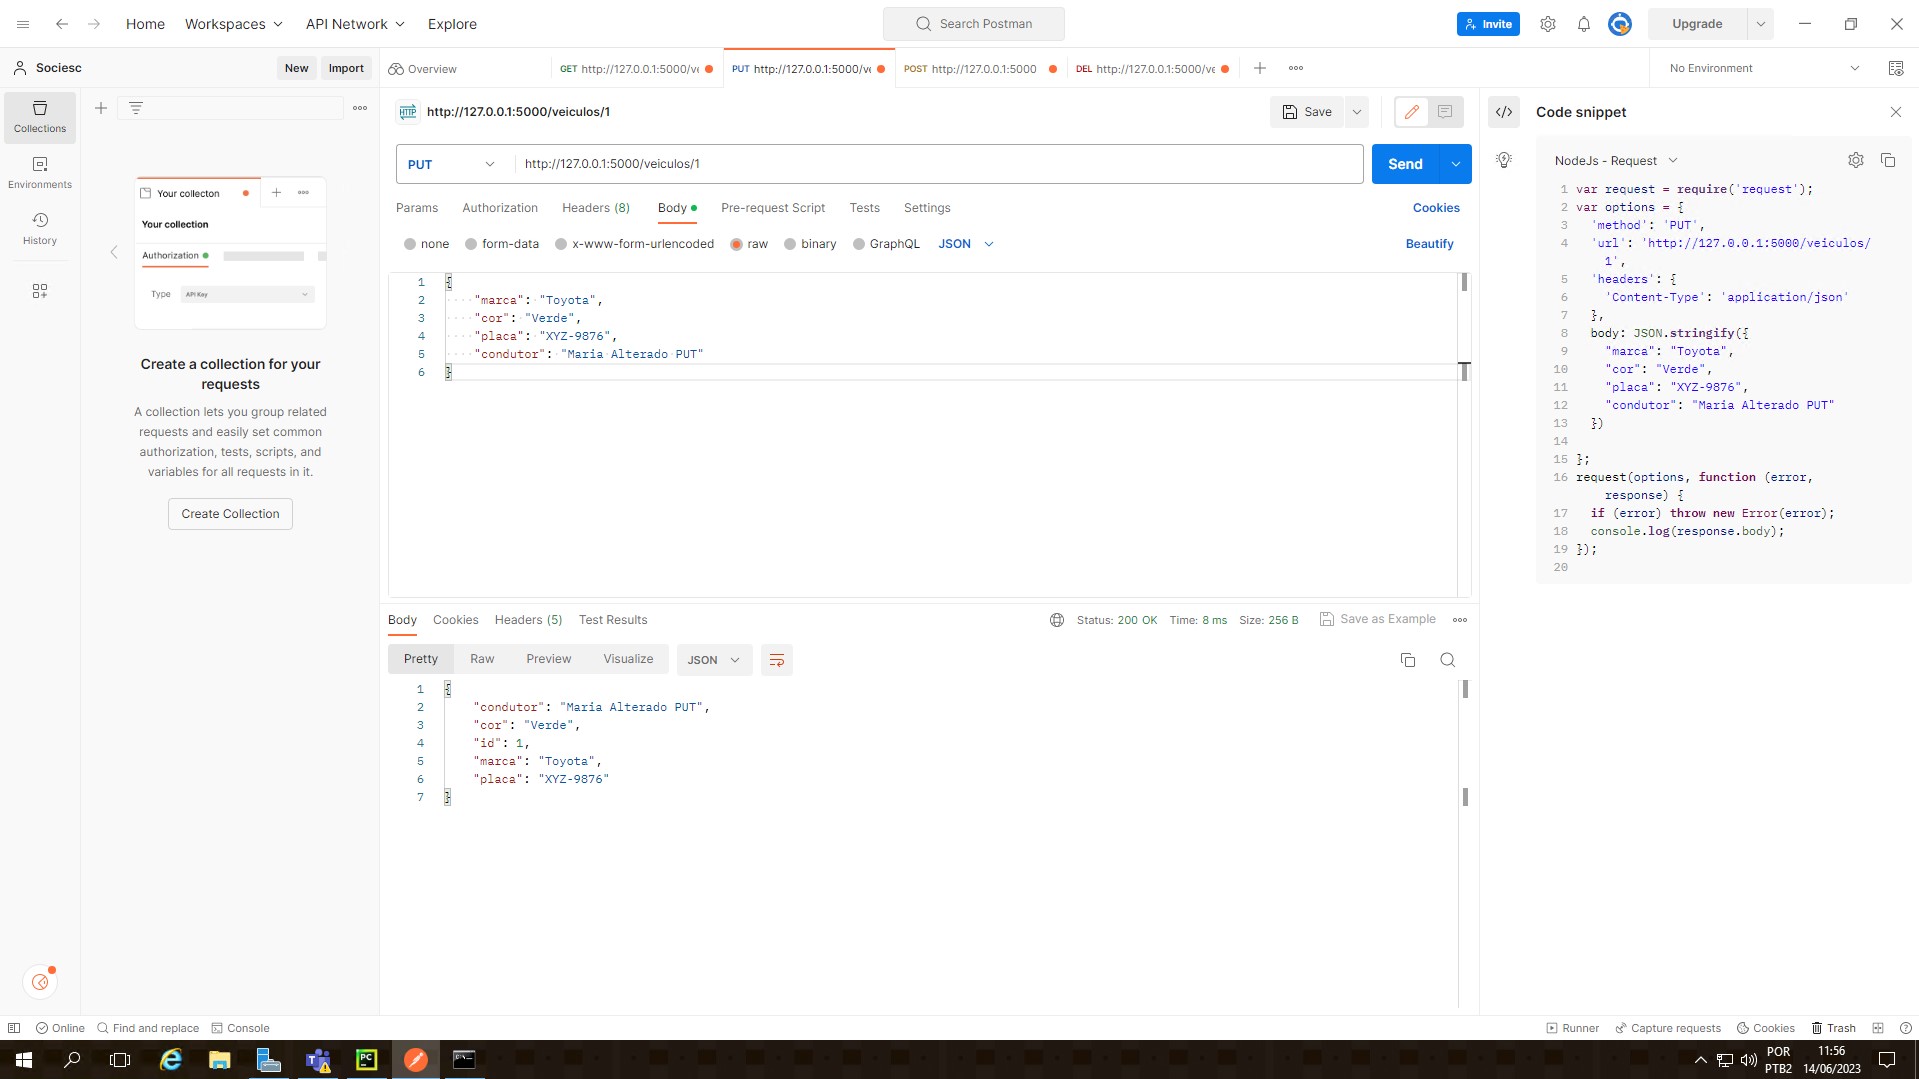 Home Workspaces API Network Explore Search Postman Invite Upgrade
Sociesc New Import
Overview GET http://127.0.0.1:5000/ve PUT http://127.0.0.1:5000/ve POST http://127.0.0.1:5000 DEL http://127.0.0.1:5000/ve No Environment
Collections
Environments
History
Your collecton
Your collection
Authorization
Type API Key
Create a collection for your
requests
A collection lets you group related
requests and easily set common
authorization, tests, scripts, and
variables for all requests in it.
Create Collection
HTTP http://127.0.0.1:5000/veiculos/1 Save
PUT http://127.0.0.1:5000/veiculos/1 Send
Params Authorization Headers (8) Body Pre-request Script Tests Settings Cookies
none form-data x-www-form-urlencoded raw binary GraphQL JSON Beautify
1 {
2 "marca": "Toyota",
3 "cor": "Verde",
4 "placa": "XYZ-9876",
5 "condutor": "Maria Alterado PUT"
6 }
Body Cookies Headers (5) Test Results Status: 200 OK Time: 8 ms Size: 256 B Save as Example
Pretty Raw Preview Visualize JSON
1 {
2 "condutor": "Maria Alterado PUT",
3 "cor": "Verde",
4 "id": 1,
5 "marca": "Toyota",
6 "placa": "XYZ-9876"
7 }
</> Code snippet
NodeJs - Request
1 var request = require('request');
2 var options = {
3 'method': 'PUT',
4 'url': 'http://127.0.0.1:5000/veiculos/
1',
5 'headers': {
6 'Content-Type': 'application/json'
7 },
8 body: JSON.stringify({
9 "marca": "Toyota",
10 "cor": "Verde",
11 "placa": "XYZ-9876",
12 "condutor": "Maria Alterado PUT"
13 })
14
15 };
16 request(options, function (error,
response) {
17 if (error) throw new Error(error);
18 console.log(response.body);
19 });
20
Online Find and replace Console Runner Capture requests Cookies Trash
PC POR 11:56
PTB2 14/06/2023